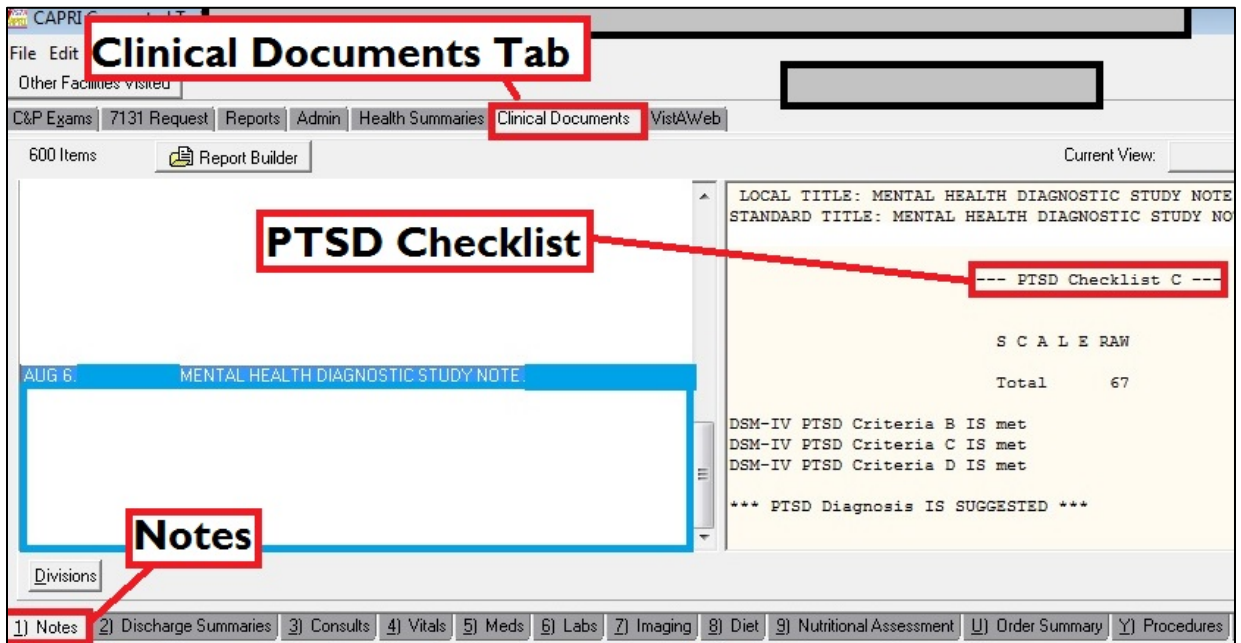 CAPRI
Clinical Documents Tab
File Edit
Other Facilities Visited
C&P Exams 7131 Request Reports Admin Health Summaries Clinical Documents VistAWeb
600 Items Report Builder Current View:
LOCAL TITLE: MENTAL HEALTH DIAGNOSTIC STUDY NOTE
STANDARD TITLE: MENTAL HEALTH DIAGNOSTIC STUDY NO
PTSD Checklist
--- PTSD Checklist C ---
S C A L E RAW
AUG 6, MENTAL HEALTH DIAGNOSTIC STUDY NOTE
Total 67
DSM-IV PTSD Criteria B IS met
DSM-IV PTSD Criteria C IS met
DSM-IV PTSD Criteria D IS met
*** PTSD Diagnosis IS SUGGESTED ***
Notes
Divisions
1) Notes 2) Discharge Summaries 3) Consults 4) Vitals 5) Meds 6) Labs 7) Imaging 8) Diet 9) Nutritional Assessment U) Order Summary Y) Procedures